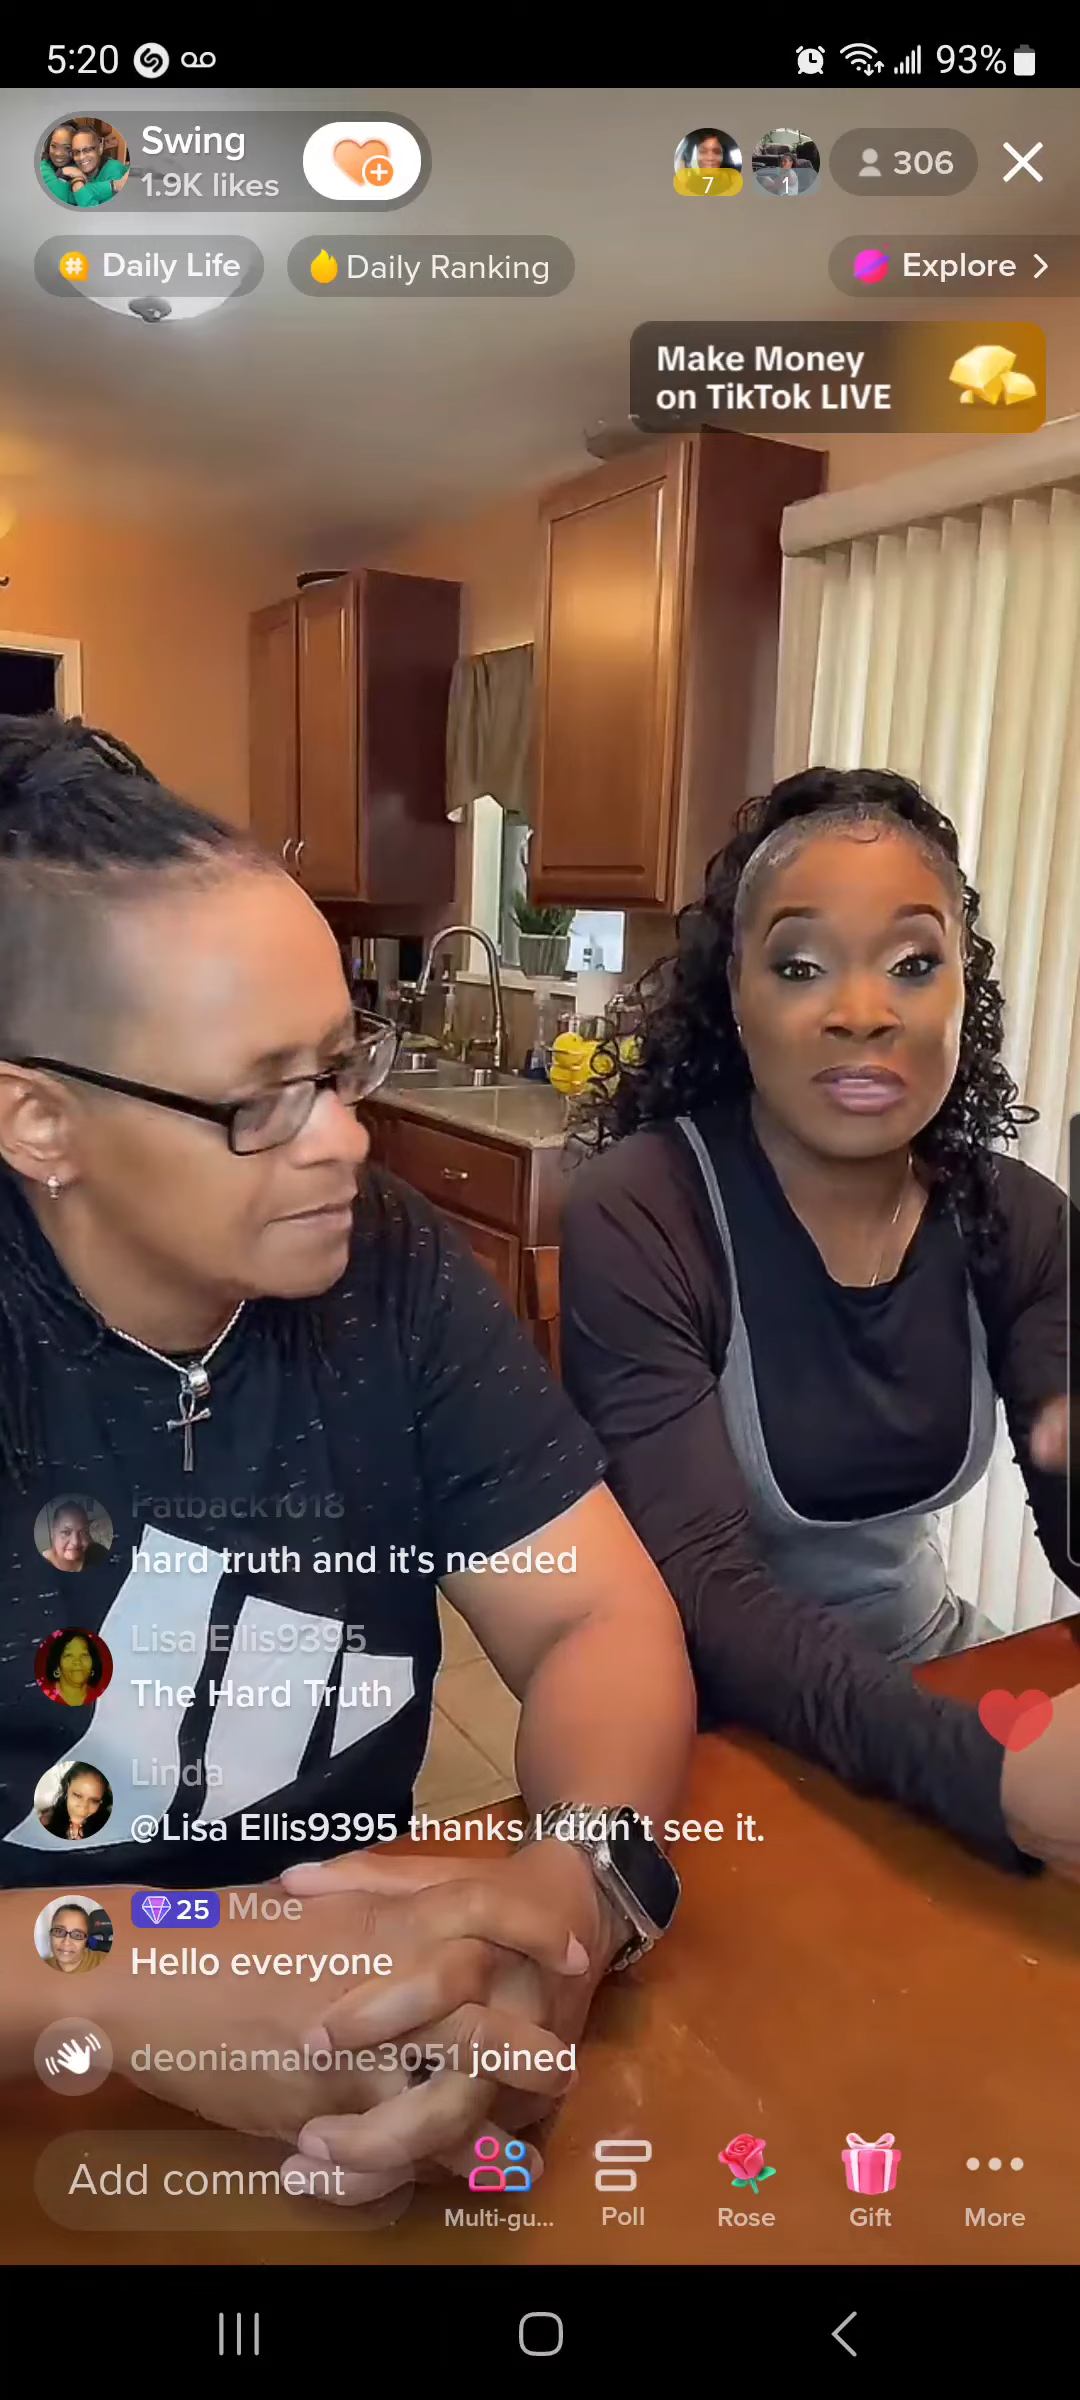 5:20
93%
Swing
1.9K likes
7
1
306
Daily Life
Daily Ranking
Explore
Make Money
on TikTok LIVE
Fatback1018
hard truth and it's needed
Lisa Ellis9395
The Hard Truth
Linda
@Lisa Ellis9395 thanks I didn’t see it.
25 Moe
Hello everyone
deoniamalone3051 joined
Add comment
Multi-gu...
Poll
Rose
Gift
More